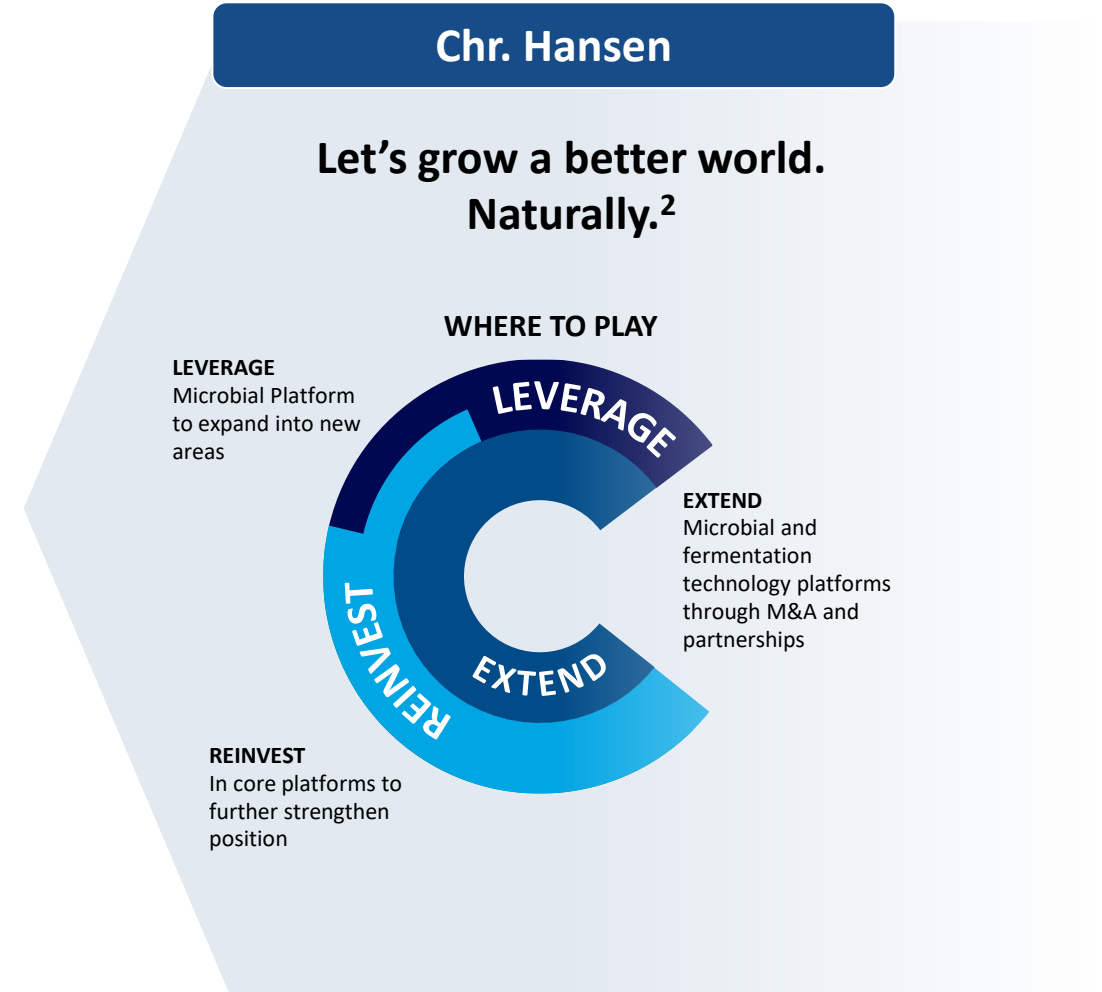 Chr. Hansen
Let’s grow a better world.
Naturally.²
WHERE TO PLAY
LEVERAGE
Microbial Platform
to expand into new
areas
LEVERAGE
EXTEND
Microbial and
fermentation
technology platforms
through M&A and
partnerships
REINVEST
EXTEND
REINVEST
In core platforms to
further strengthen
position